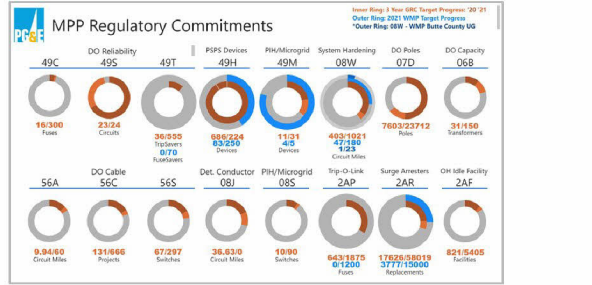 Inner Ring: 3 Year GRC Target Progress: '20 '21
Outer Ring: 2021 WMP Target Progress
*Outer Ring: 08W - WMP Butte County UG
PG&E
MPP Regulatory Commitments
DO Reliability PSPS Devices PIH/Microgrid System Hardening DO Poles DO Capacity
49C 49S 49T 49H 49M 08W 07D 06B
16/300
Fuses
23/24
Circuits
36/555
TripSavers
0/70
FuseSavers
686/224
83/250
Devices
11/31
4/5
Devices
403/1021
47/180
1/23
Circuit Miles
7603/23712
Poles
31/150
Transformers
DO Cable Det. Conductor PIH/Microgrid Trip-O-Link Surge Arresters OH Idle Facility
56A 56C 56S 08J 08S 2AP 2AR 2AF
9.94/60
Circuit Miles
131/666
Projects
67/297
Switches
36.63/0
Circuit Miles
10/90
Switches
643/1875
0/1200
Fuses
17626/58019
3777/15000
Replacements
821/5405
Facilities